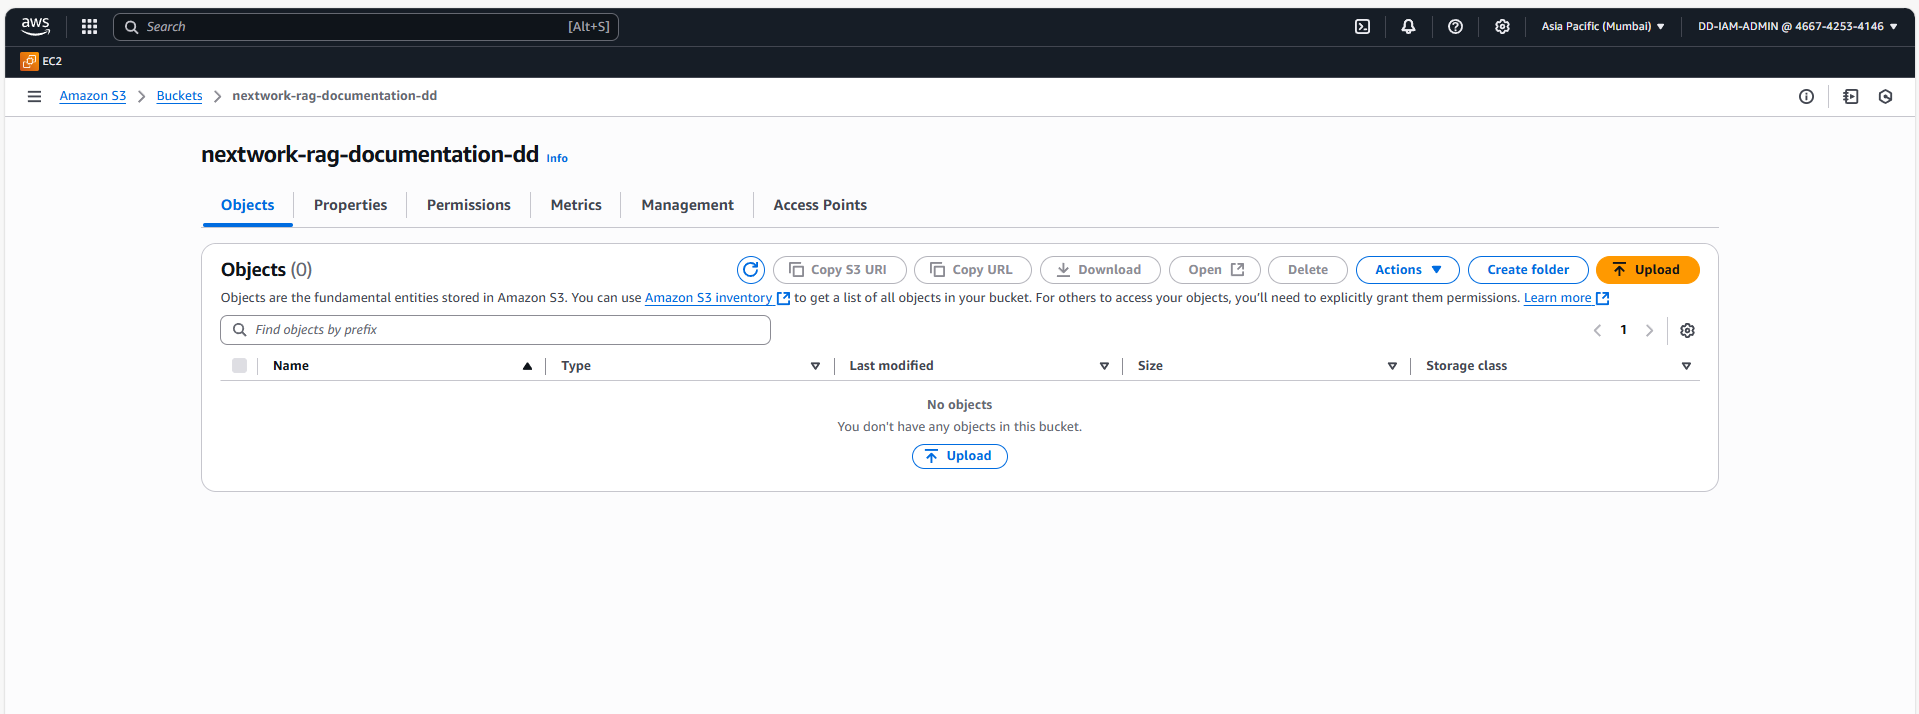 aws
Search [Alt+S]
Asia Pacific (Mumbai) DD-IAM-ADMIN @ 4667-4253-4146
EC2
Amazon S3 Buckets nextwork-rag-documentation-dd
nextwork-rag-documentation-dd Info
Objects Properties Permissions Metrics Management Access Points
Objects (0) Copy S3 URI Copy URL Download Open Delete Actions Create folder Upload
Objects are the fundamental entities stored in Amazon S3. You can use Amazon S3 inventory to get a list of all objects in your bucket. For others to access your objects, you'll need to explicitly grant them permissions. Learn more
Find objects by prefix 1
Name Type Last modified Size Storage class
No objects
You don't have any objects in this bucket.
Upload